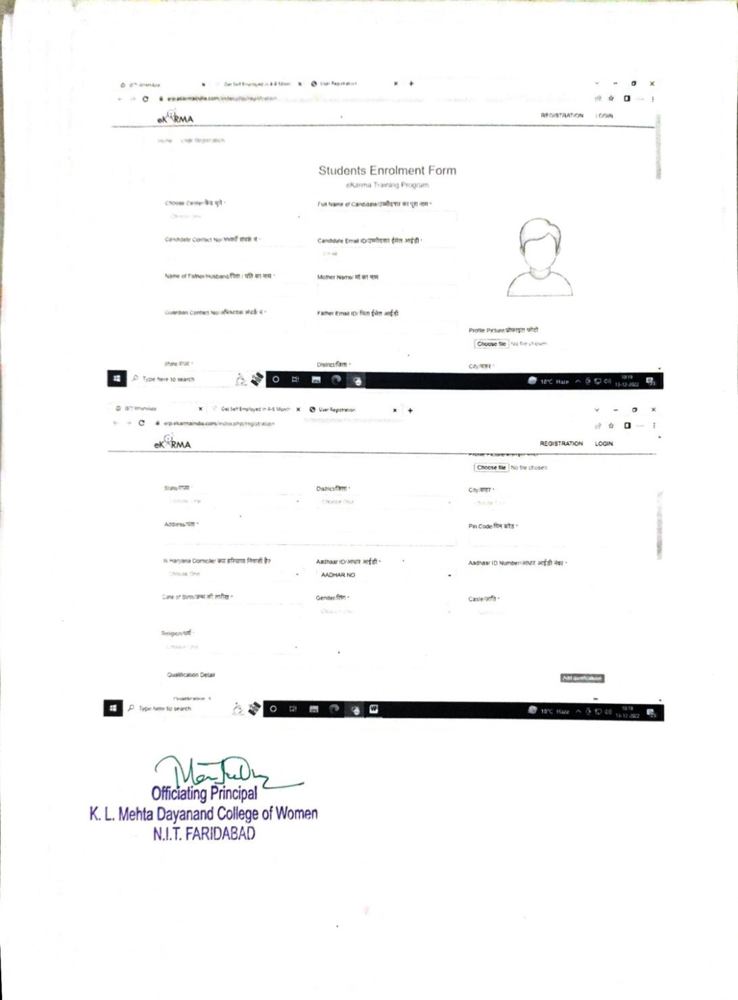 (87) WhatsApp Get Self Employed in 4-6 Month User Registration
erp.ekarmaindia.com/index.php/registration
eKARMA REGISTRATION LOGIN
Home User Registration
Students Enrolment Form
eKarma Training Program
Choose Center/केंद्र चुनें * Full Name of Candidate/उम्मीदवार का पूरा नाम *
Choose One
Candidate Contact No/ अभ्यर्थी संपर्क नं * Candidate Email ID/उम्मीदवार ईमेल आईडी *
Email
Name of Father/Husband/पिता / पति का नाम * Mother Name/ माँ का नाम
Guardian Contact No/अभिभावक संपर्क नं * Father Email ID/ पिता ईमेल आईडी
Profile Picture/प्रोफाइल फोटो
Choose file No file chosen
State/राज्य * District/जिला * City/शहर *
Type here to search 18°C Haze 10:19
13-12-2022
(87) WhatsApp Get Self Employed in 4-6 Month User Registration
erp.ekarmaindia.com/index.php/registration
eKARMA REGISTRATION LOGIN
Choose file No file chosen
State/राज्य * District/जिला * City/शहर *
Choose One Choose One Choose One
Address/पता * Pin Code/पिन कोड *
Is Haryana Domicile/ क्या हरियाणा निवासी है? Aadhaar ID/आधार आईडी * Aadhaar ID Number/आधार आईडी नंबर *
Choose One AADHAR NO
Date of Birth/जन्म की तारीख * Gender/लिंग * Caste/जाति *
Choose One
Religion/धर्म *
Choose One
Qualification Detail Add qualification
Qualification
Type here to search 18°C Haze 10:19
13-12-2022
Officiating Principal
K. L. Mehta Dayanand College of Women
N.I.T. FARIDABAD